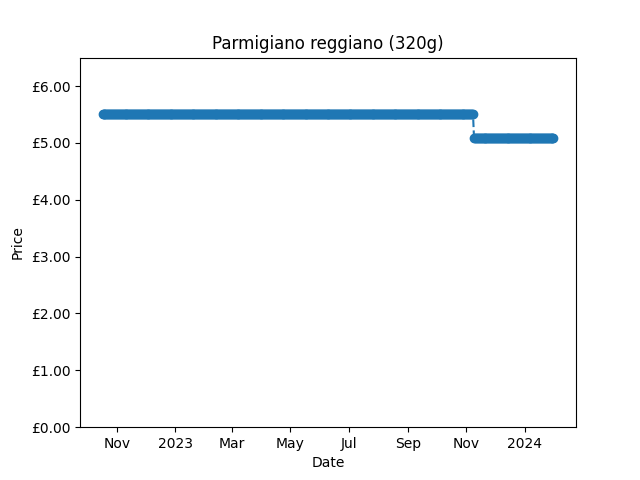 Parmigiano reggiano (320g)
£6.00
£5.00
£4.00
£3.00
£2.00
£1.00
£0.00
Price
Nov 2023 Mar May Jul Sep Nov 2024
Date